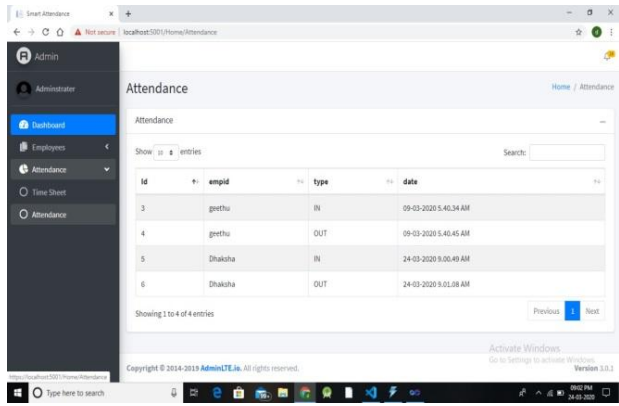 Smart Attendance
Not secure | localhost:5001/Home/Attendance
Admin
Adminstrater
Attendance
Home / Attendance
Dashboard
Attendance
Employees
Show 10 entries
Search:
Attendance
Id empid type date
Time Sheet
3 geethu IN 09-03-2020 5.40.34 AM
Attendance
4 geethu OUT 09-03-2020 5.40.45 AM
5 Dhaksha IN 24-03-2020 9.00.49 AM
6 Dhaksha OUT 24-03-2020 9.01.08 AM
Showing 1 to 4 of 4 entries
Previous 1 Next
Activate Windows
Go to Settings to activate Windows.
Copyright © 2014-2019 AdminLTE.io. All rights reserved.
Version 3.0.1
https://localhost:5001/Home/Attendance
Type here to search
09:02 PM
24-03-2020